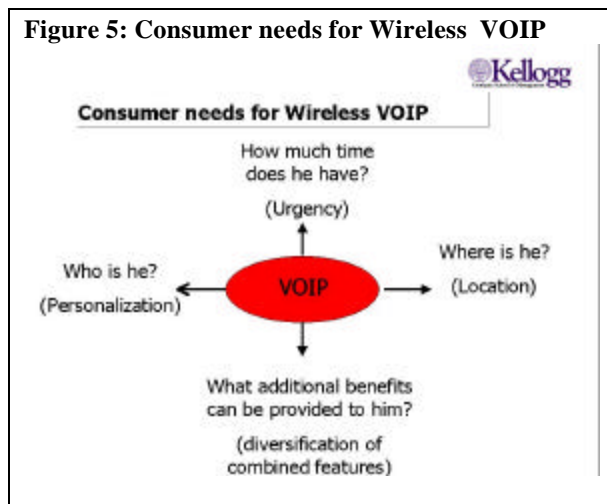 Figure 5: Consumer needs for Wireless VOIP
Kellogg
Consumer needs for Wireless VOIP
How much time
does he have?
(Urgency)
Who is he?
(Personalization)
VOIP
Where is he?
(Location)
What additional benefits
can be provided to him?
(diversification of
combined features)